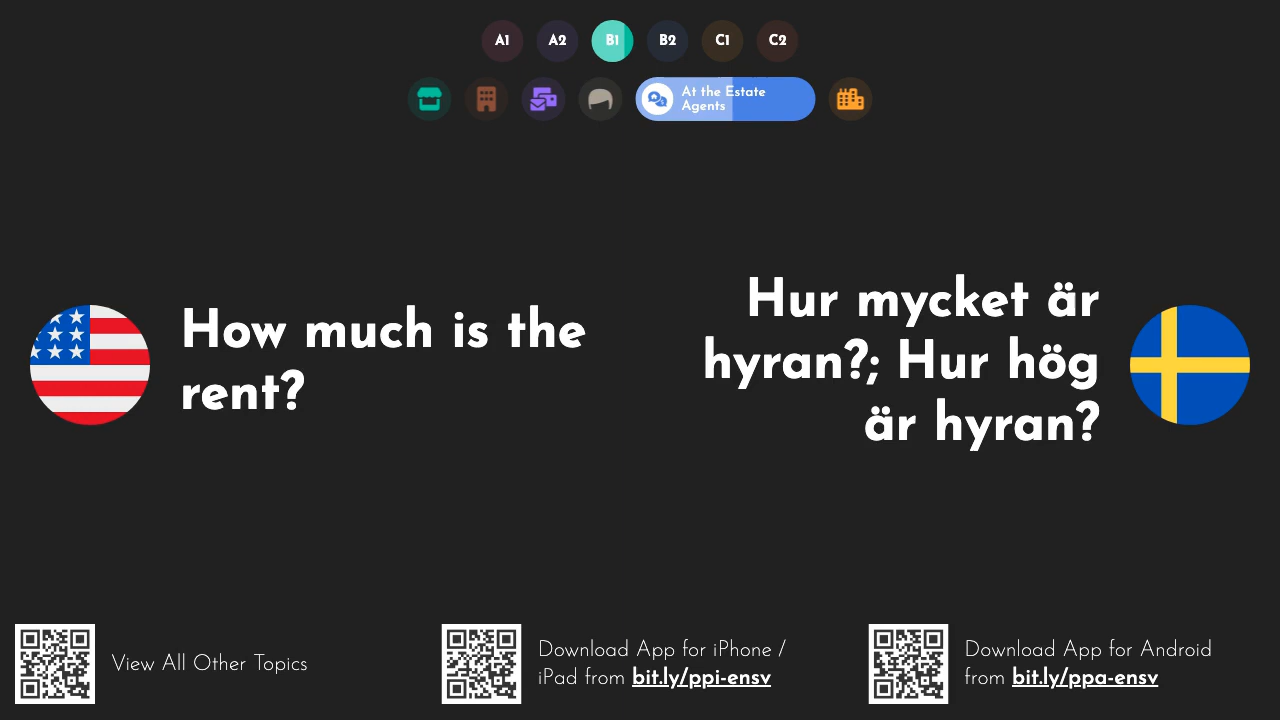 A1 A2 B1 B2 C1 C2
At the Estate
Agents
How much is the
rent?
Hur mycket är
hyran?; Hur hög
är hyran?
View All Other Topics
Download App for iPhone /
iPad from bit.ly/ppi-ensv
Download App for Android
from bit.ly/ppa-ensv